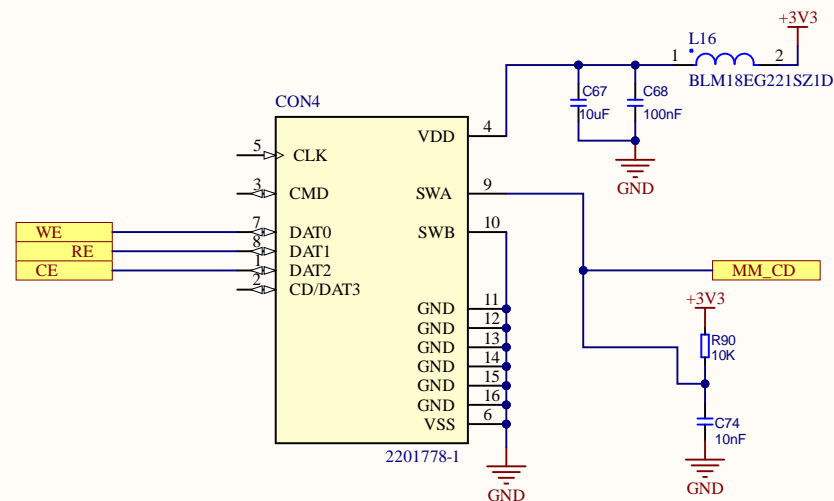 +3V3
L16
1
2
BLM18EG221SZ1D
C67
10uF
C68
100nF
GND
CON4
VDD
4
5
CLK
3
CMD
SWA
9
WE
7
DAT0
SWB
10
RE
8
DAT1
CE
1
DAT2
2
CD/DAT3
MM_CD
GND
11
GND
12
GND
13
GND
14
GND
15
GND
16
VSS
6
+3V3
R90
10K
C74
10nF
2201778-1
GND
GND